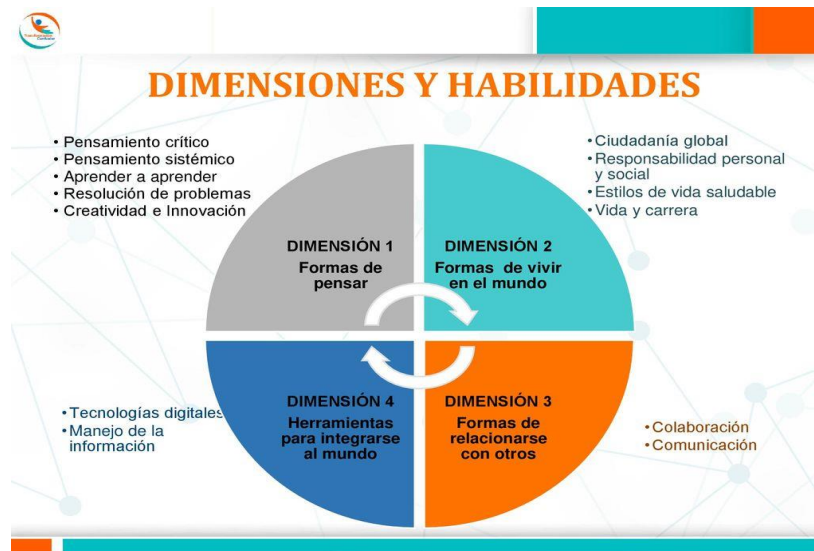 DIMENSIONES Y HABILIDADES
• Pensamiento crítico
• Pensamiento sistémico
• Aprender a aprender
• Resolución de problemas
• Creatividad e Innovación
• Ciudadanía global
• Responsabilidad personal
y social
• Estilos de vida saludable
• Vida y carrera
DIMENSIÓN 1
Formas de
pensar
DIMENSIÓN 2
Formas de vivir
en el mundo
DIMENSIÓN 4
Herramientas
para integrarse
al mundo
DIMENSIÓN 3
Formas de
relacionarse
con otros
• Tecnologías digitales
• Manejo de la
información
• Colaboración
• Comunicación